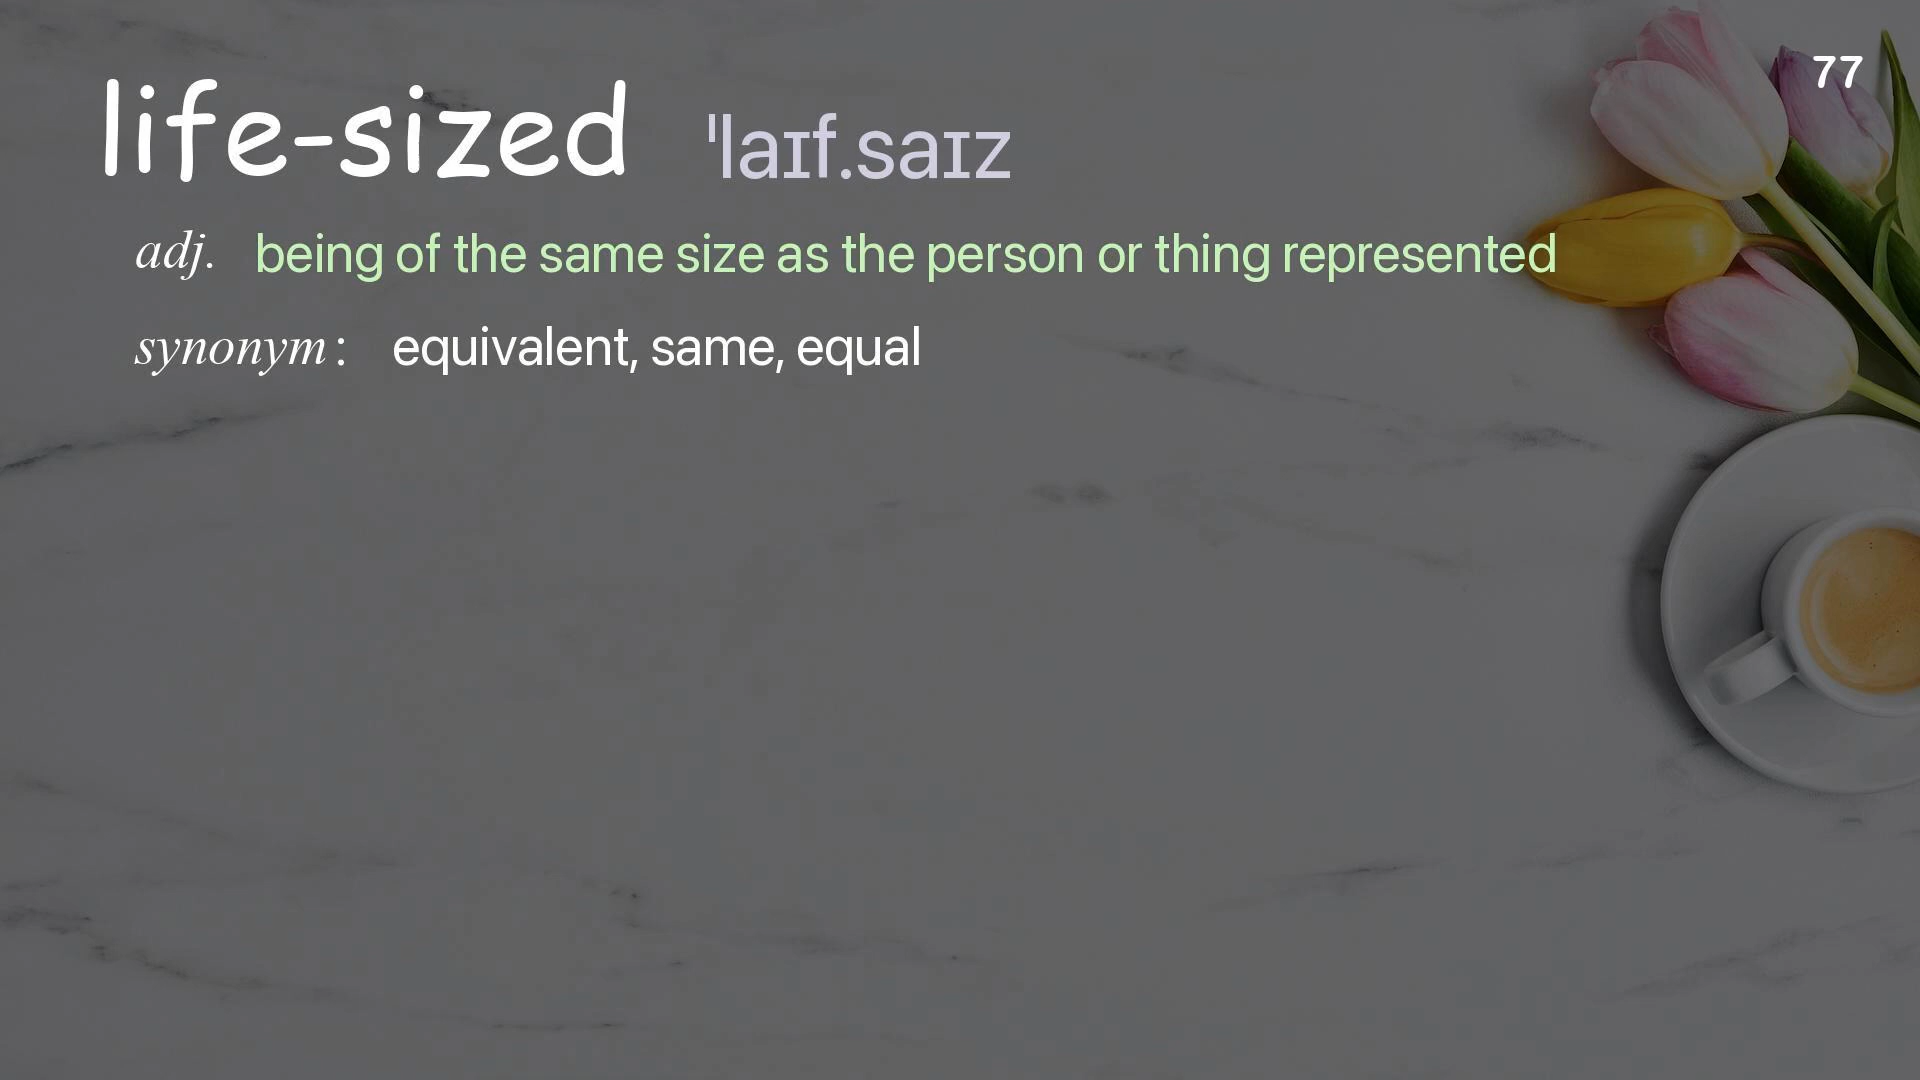 77
life-sized ˈlaɪf.saɪz
adj. being of the same size as the person or thing represented
synonym: equivalent, same, equal